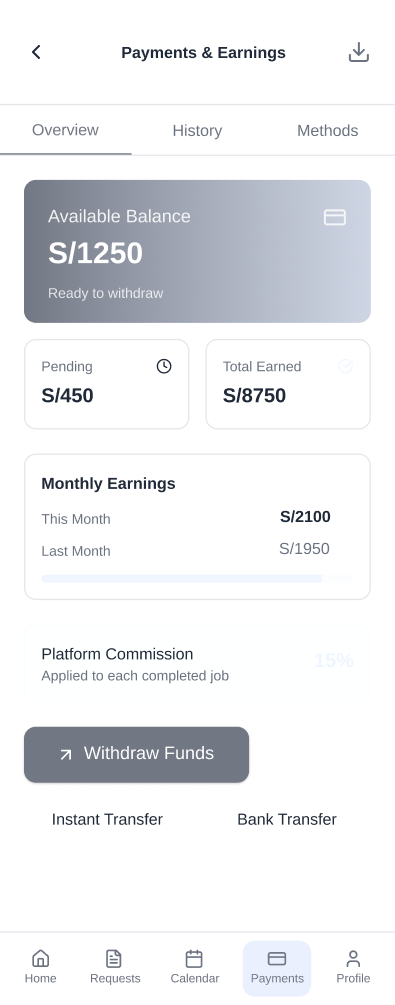 Payments & Earnings
Overview
History
Methods
Available Balance
S/1250
Ready to withdraw
Pending
S/450
Total Earned
S/8750
Monthly Earnings
This Month
S/2100
Last Month
S/1950
Platform Commission
Applied to each completed job
15%
Withdraw Funds
Instant Transfer
Bank Transfer
Home
Requests
Calendar
Payments
Profile